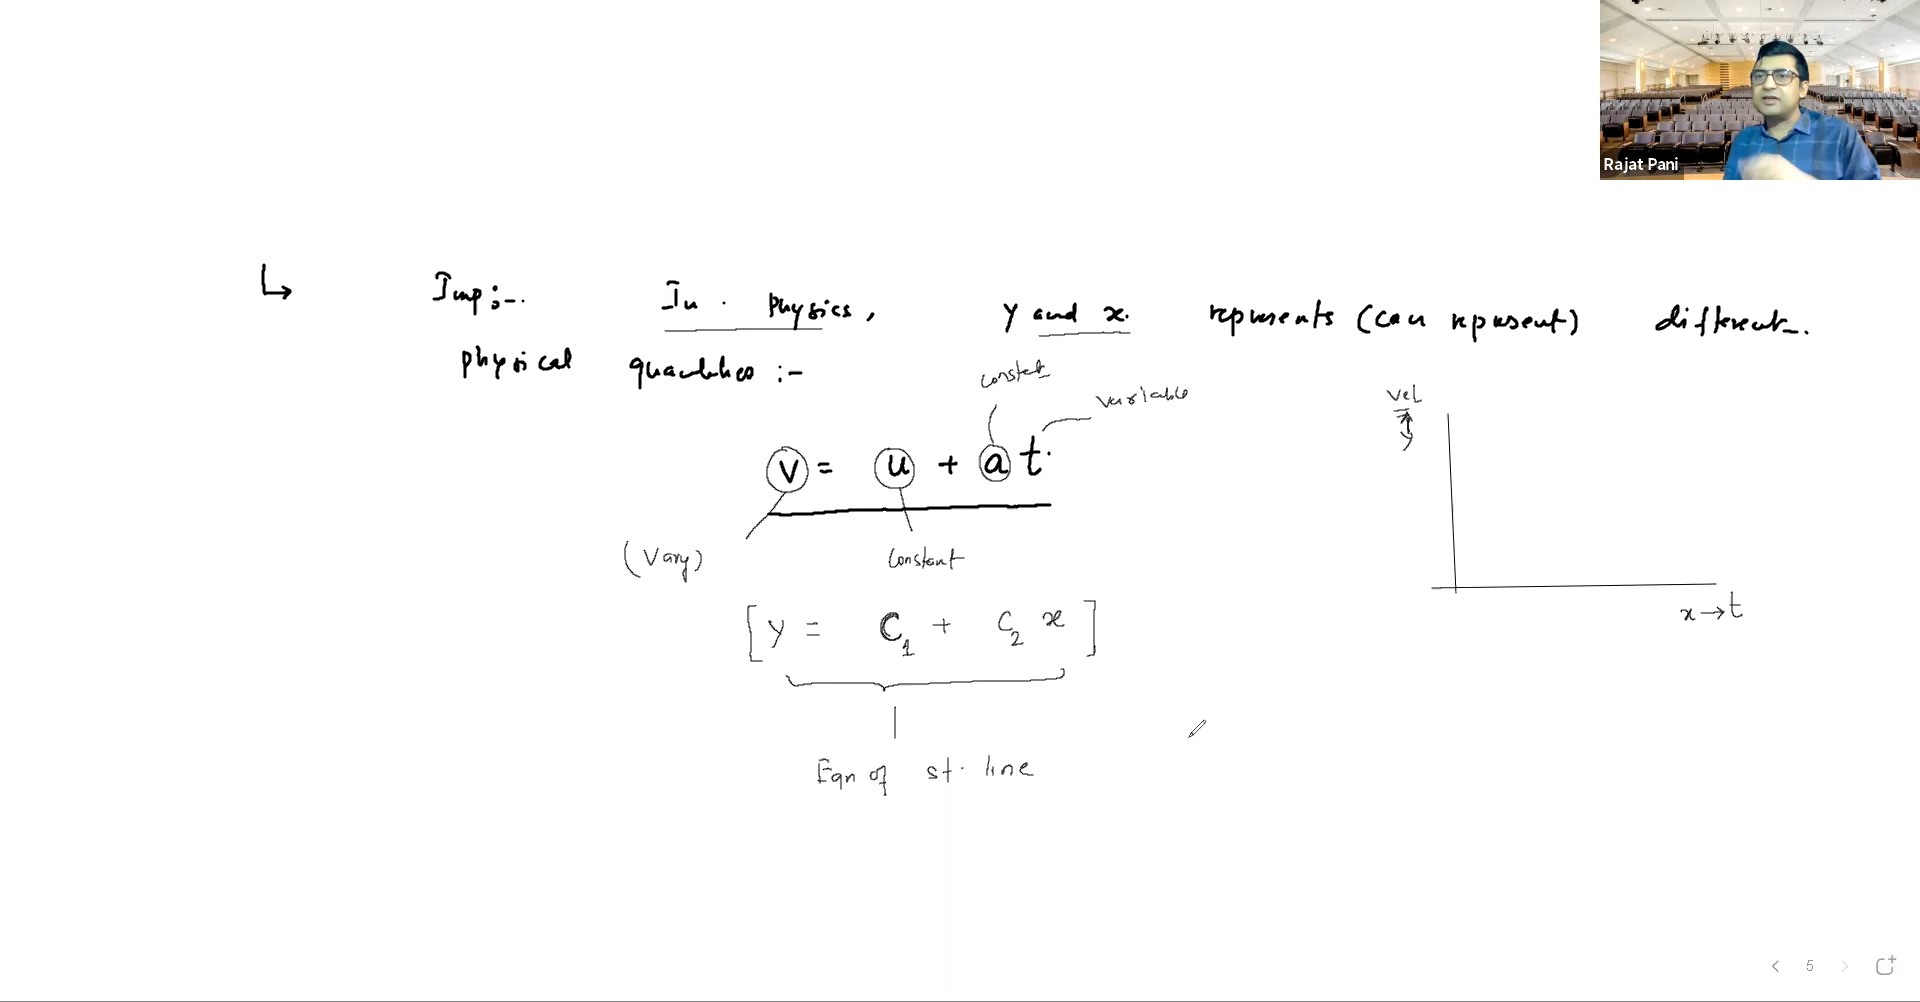 Rajat Pani
↳ Imp:- In physics, y and x represents (can represent) different
physical quantities :-
constt
variable
v = u + at
(Vary)
Constant
[y = C₁ + C₂ x]
Eqn of st. line
vel
y
x → t
5